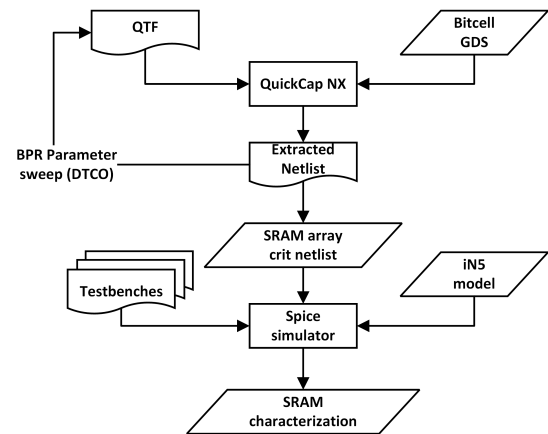 QTF
Bitcell
GDS
QuickCap NX
BPR Parameter
sweep (DTCO)
Extracted
Netlist
SRAM array
crit netlist
Testbenches
iN5
model
Spice
simulator
SRAM
characterization